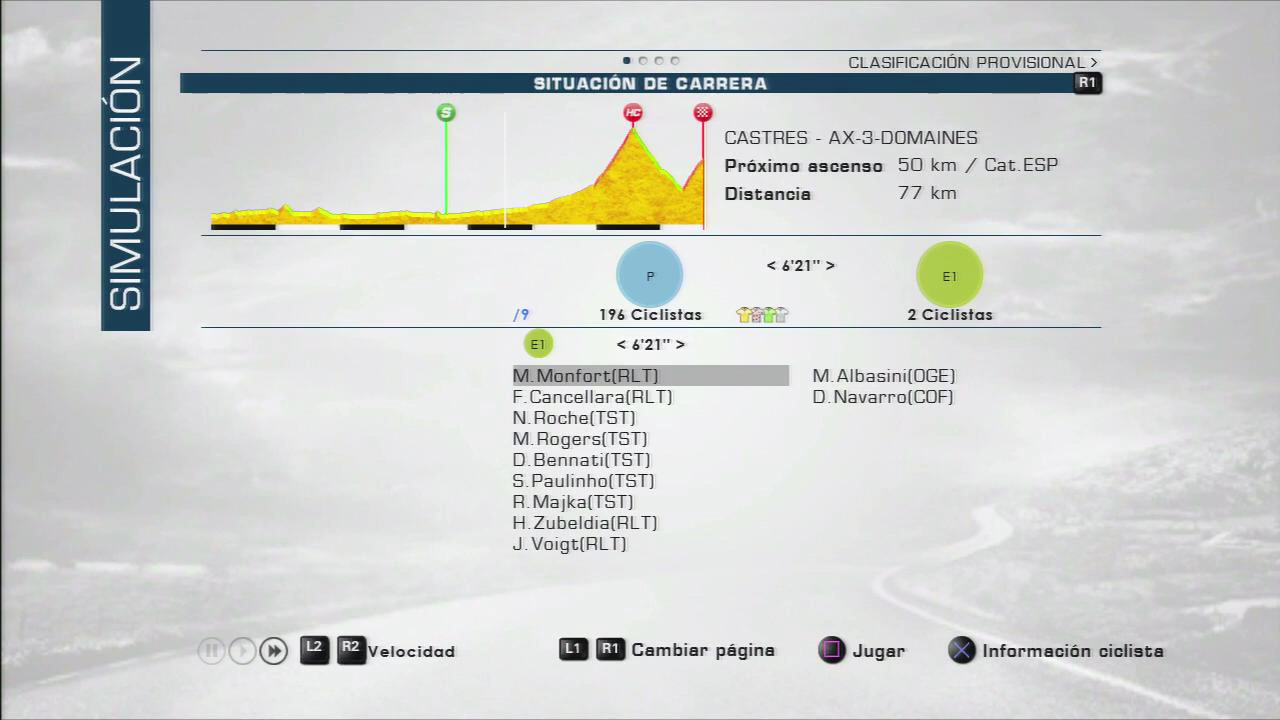 SIMULACIÓN
CLASIFICACIÓN PROVISIONAL >
R1
SITUACIÓN DE CARRERA
S
HC
CASTRES - AX-3-DOMAINES
Próximo ascenso 50 km / Cat.ESP
Distancia 77 km
P
< 6'21'' >
E1
/9
196 Ciclistas
2 Ciclistas
E1
< 6'21'' >
M.Monfort(RLT)
F.Cancellara(RLT)
N.Roche(TST)
M.Rogers(TST)
D.Bennati(TST)
S.Paulinho(TST)
R.Majka(TST)
H.Zubeldia(RLT)
J.Voigt(RLT)
M.Albasini(OGE)
D.Navarro(COF)
L2 R2 Velocidad
L1 R1 Cambiar página
Jugar
Información ciclista